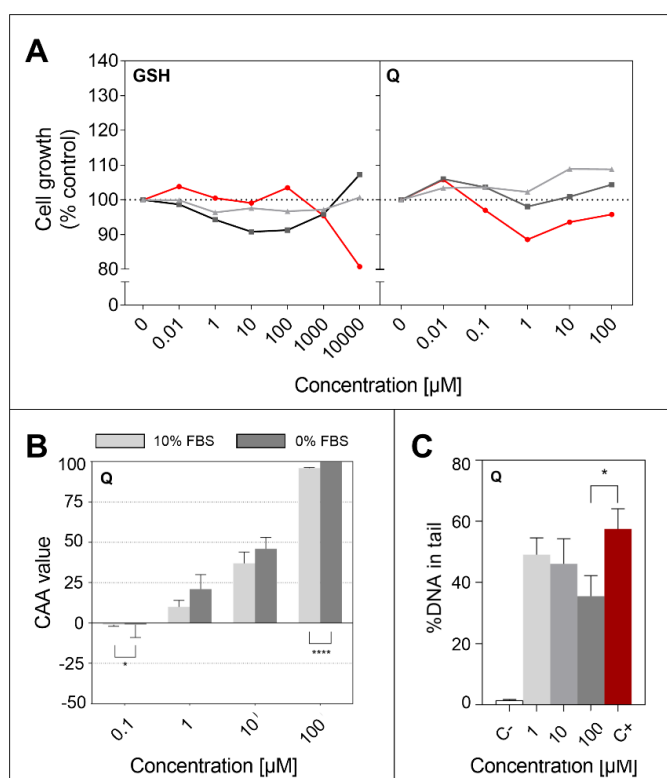 A
GSH
Q
Cell growth
(% control)
140
130
120
110
100
90
80
0
0
0.01
1
10
100
1000
10000
0
0.01
0.1
1
10
100
Concentration [µM]
B
10% FBS
0% FBS
Q
CAA value
100
75
50
25
0
-25
-50
*
****
0.1
1
10
100
Concentration [µM]
C
Q
*
%DNA in tail
80
60
40
20
0
C-
1
10
100
C+
Concentration [µM]